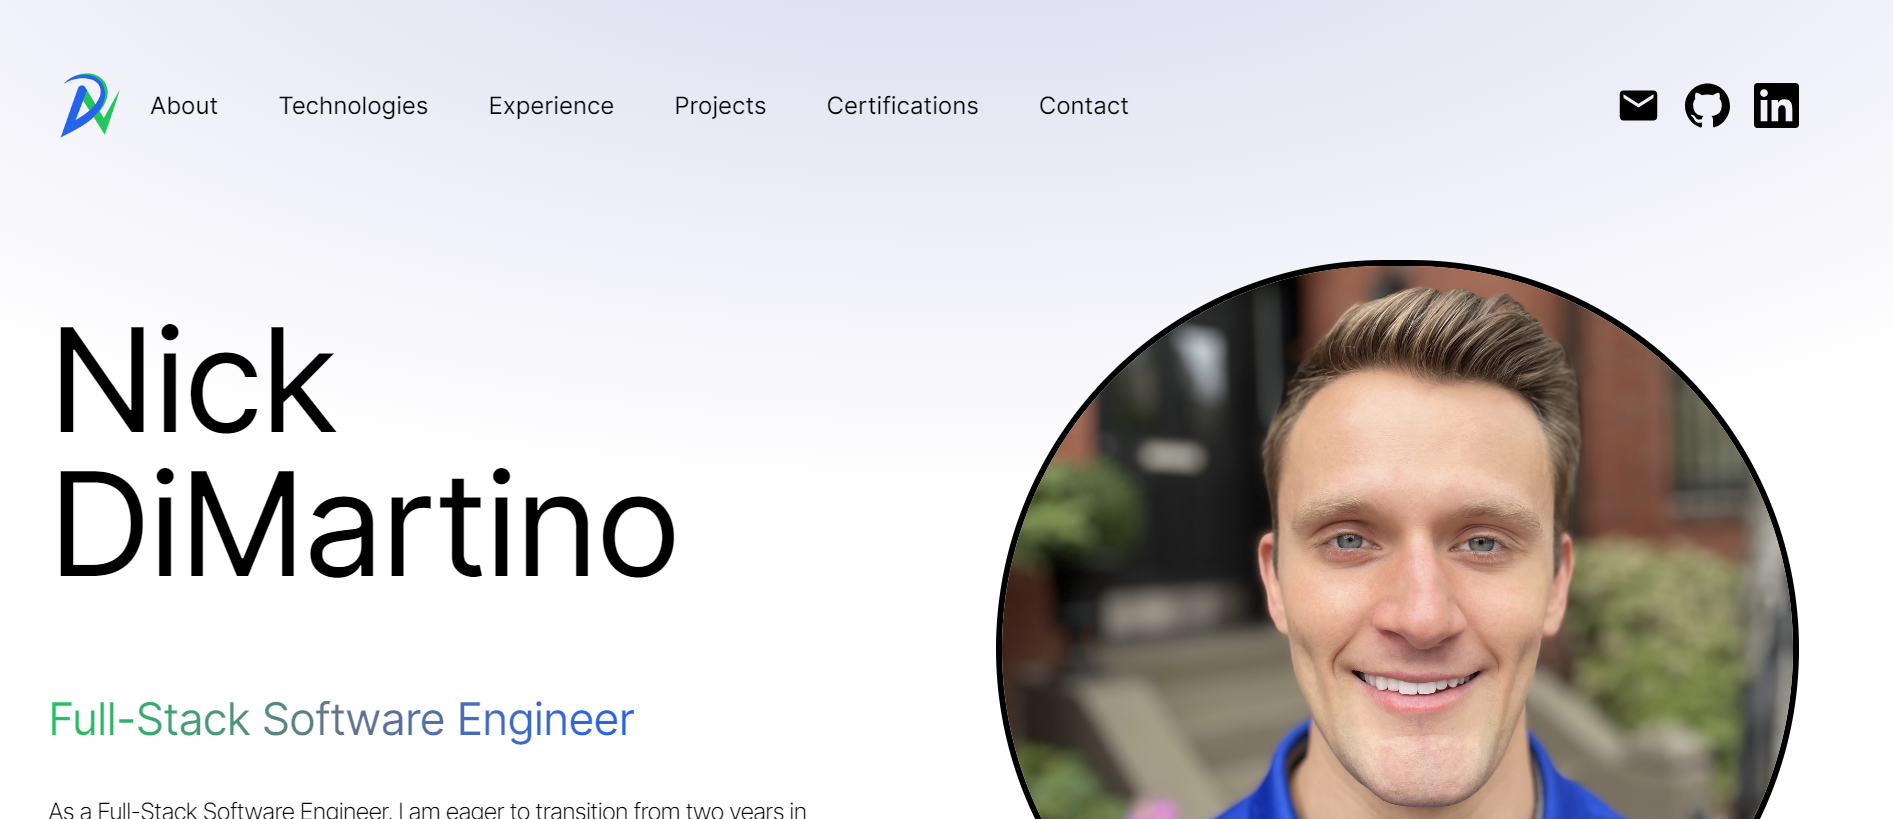 About Technologies Experience Projects Certifications Contact
Nick
DiMartino
Full-Stack Software Engineer
As a Full-Stack Software Engineer, I am eager to transition from two years in